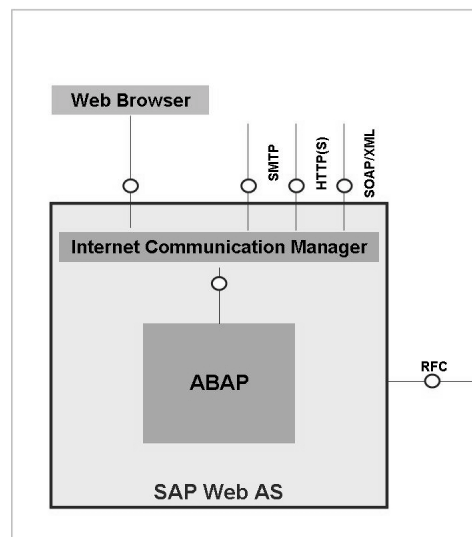 Web Browser
SMTP
HTTP(S)
SOAP/XML
Internet Communication Manager
RFC
ABAP
SAP Web AS